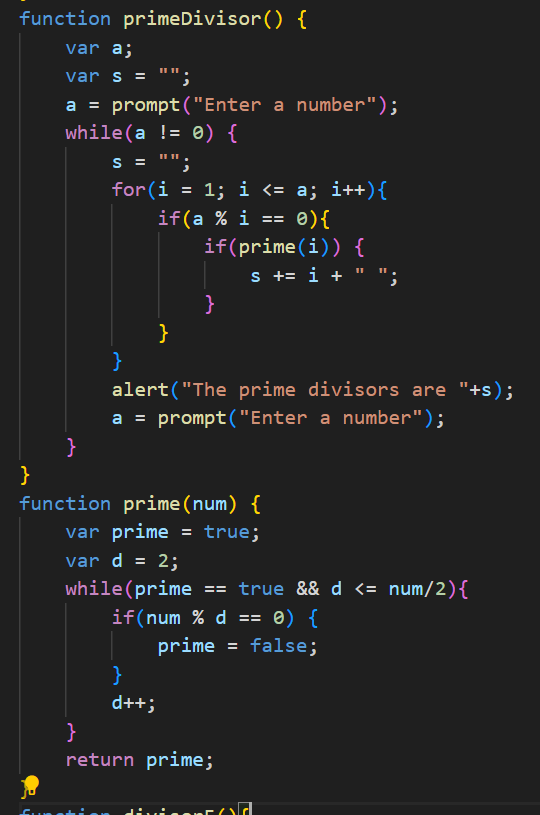 function primeDivisor() {
    var a;
    var s = "";
    a = prompt("Enter a number");
    while(a != 0) {
        s = "";
        for(i = 1; i <= a; i++){
            if(a % i == 0){
                if(prime(i)) {
                    s += i + " ";
                }
            }
        }
        alert("The prime divisors are "+s);
        a = prompt("Enter a number");
    }
}
function prime(num) {
    var prime = true;
    var d = 2;
    while(prime == true && d <= num/2){
        if(num % d == 0) {
            prime = false;
        }
        d++;
    }
    return prime;
}
function (){